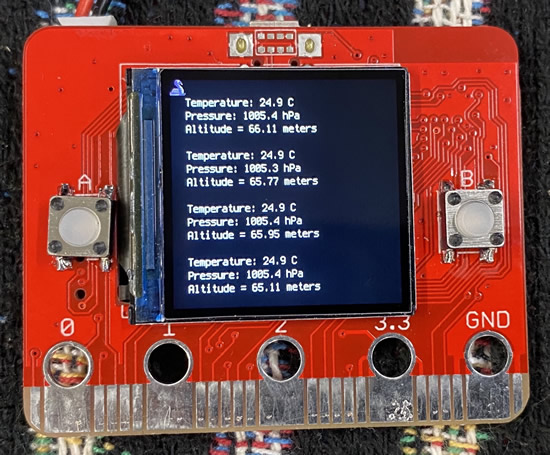 Temperature: 24.9 C
Pressure: 1005.4 hPa
Altitude = 66.11 meters
Temperature: 24.9 C
Pressure: 1005.3 hPa
Altitude = 65.77 meters
Temperature: 24.9 C
Pressure: 1005.4 hPa
Altitude = 65.95 meters
Temperature: 24.9 C
Pressure: 1005.4 hPa
Altitude = 65.11 meters
A
B
0 1 2 3.3 GND